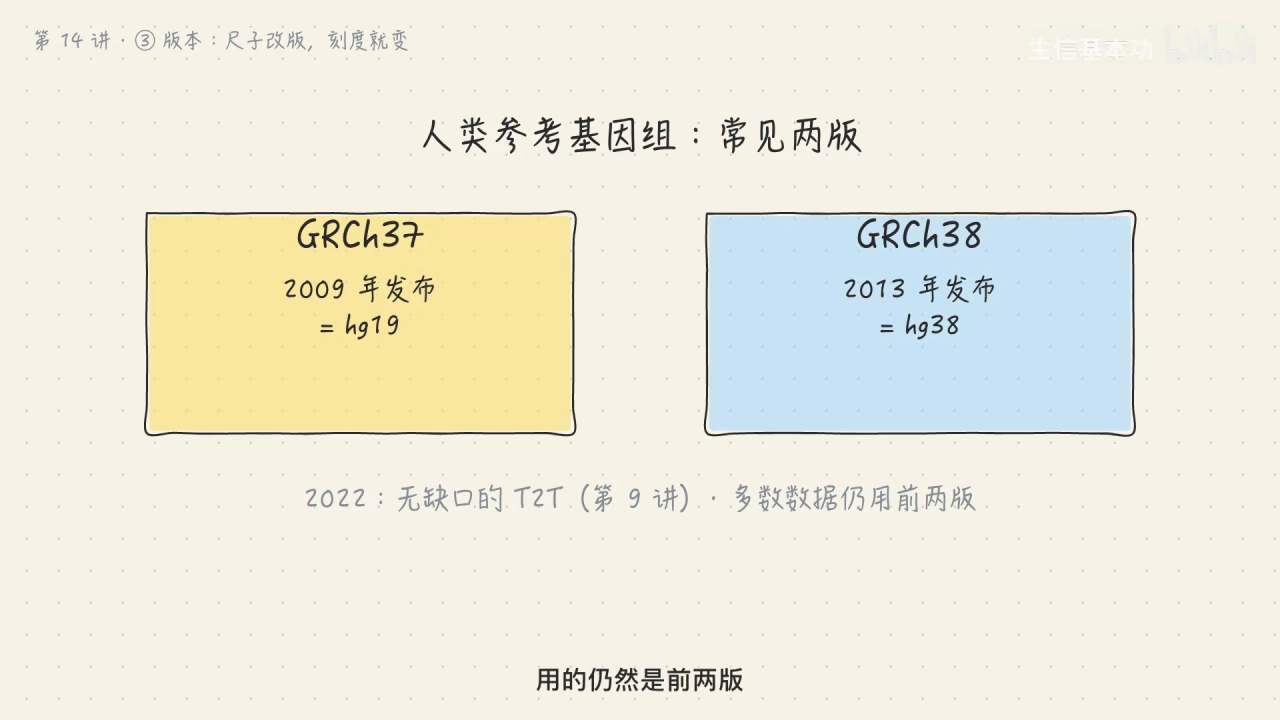 第 14 讲 · ③ 版本：尺子改版，刻度就变
生信基本功 bilibili
人类参考基因组：常见两版
GRCh37
2009 年发布
= hg19
GRCh38
2013 年发布
= hg38
2022：无缺口的 T2T（第 9 讲）· 多数数据仍用前两版
用的仍然是前两版